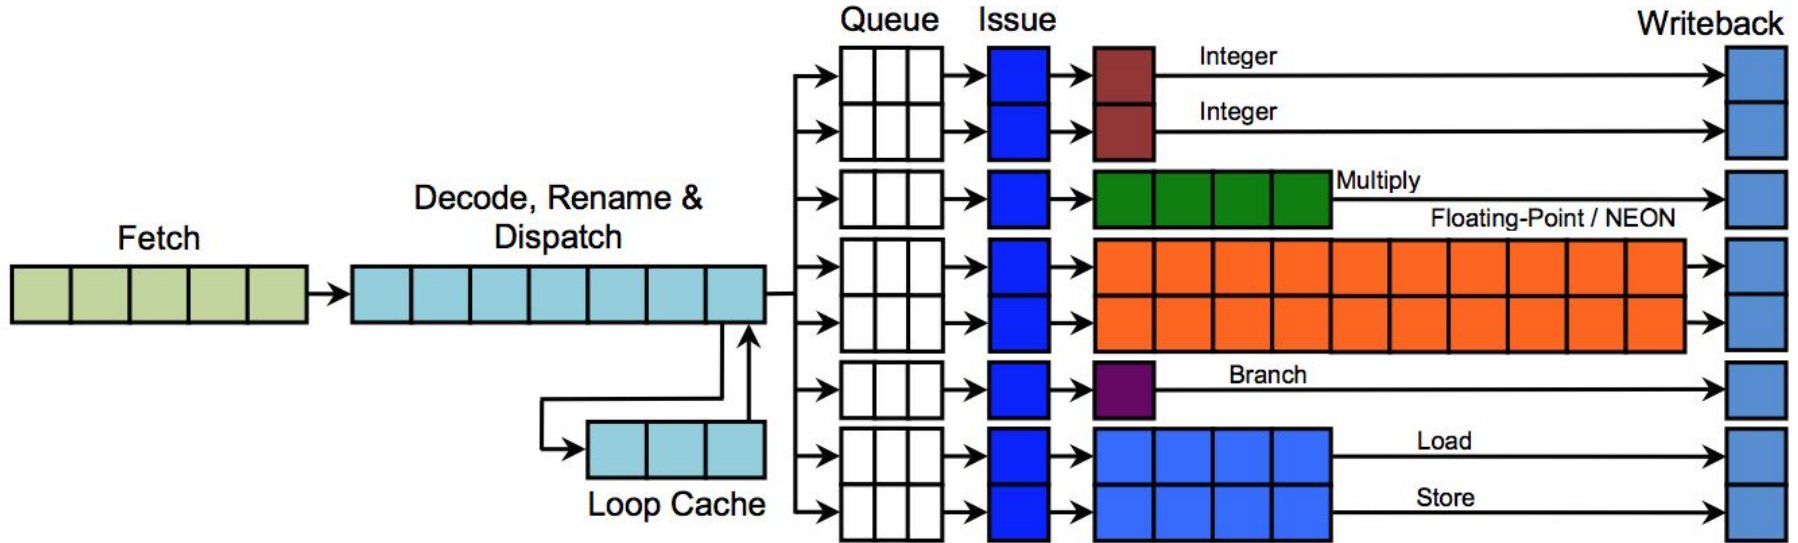 Queue
Issue
Writeback
Integer
Integer
Multiply
Floating-Point / NEON
Decode, Rename &
Dispatch
Fetch
Branch
Load
Store
Loop Cache